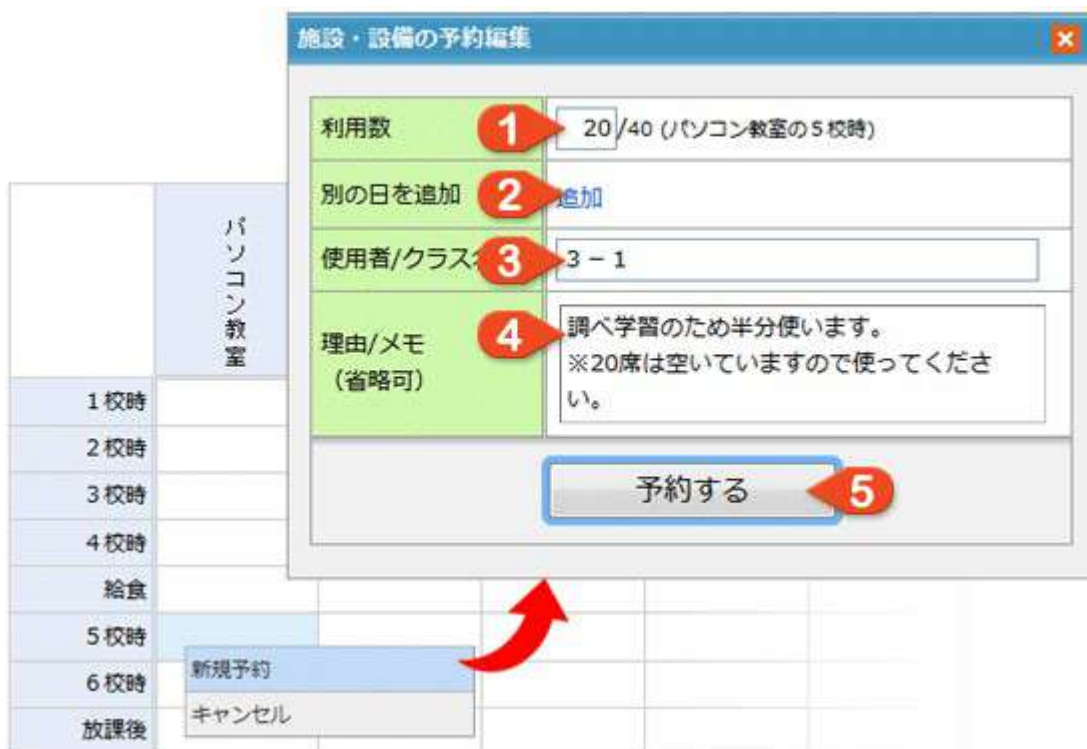 施設・設備の予約編集
利用数
1
20/40 (パソコン教室の5校時)
別の日を追加
2
追加
使用者/クラス
3
3－1
理由/メモ
（省略可）
4
調べ学習のため半分使います。
※20席は空いていますので使ってくださ
い。
予約する
5
パソコン教室
1校時
2校時
3校時
4校時
給食
5校時
6校時
放課後
新規予約
キャンセル